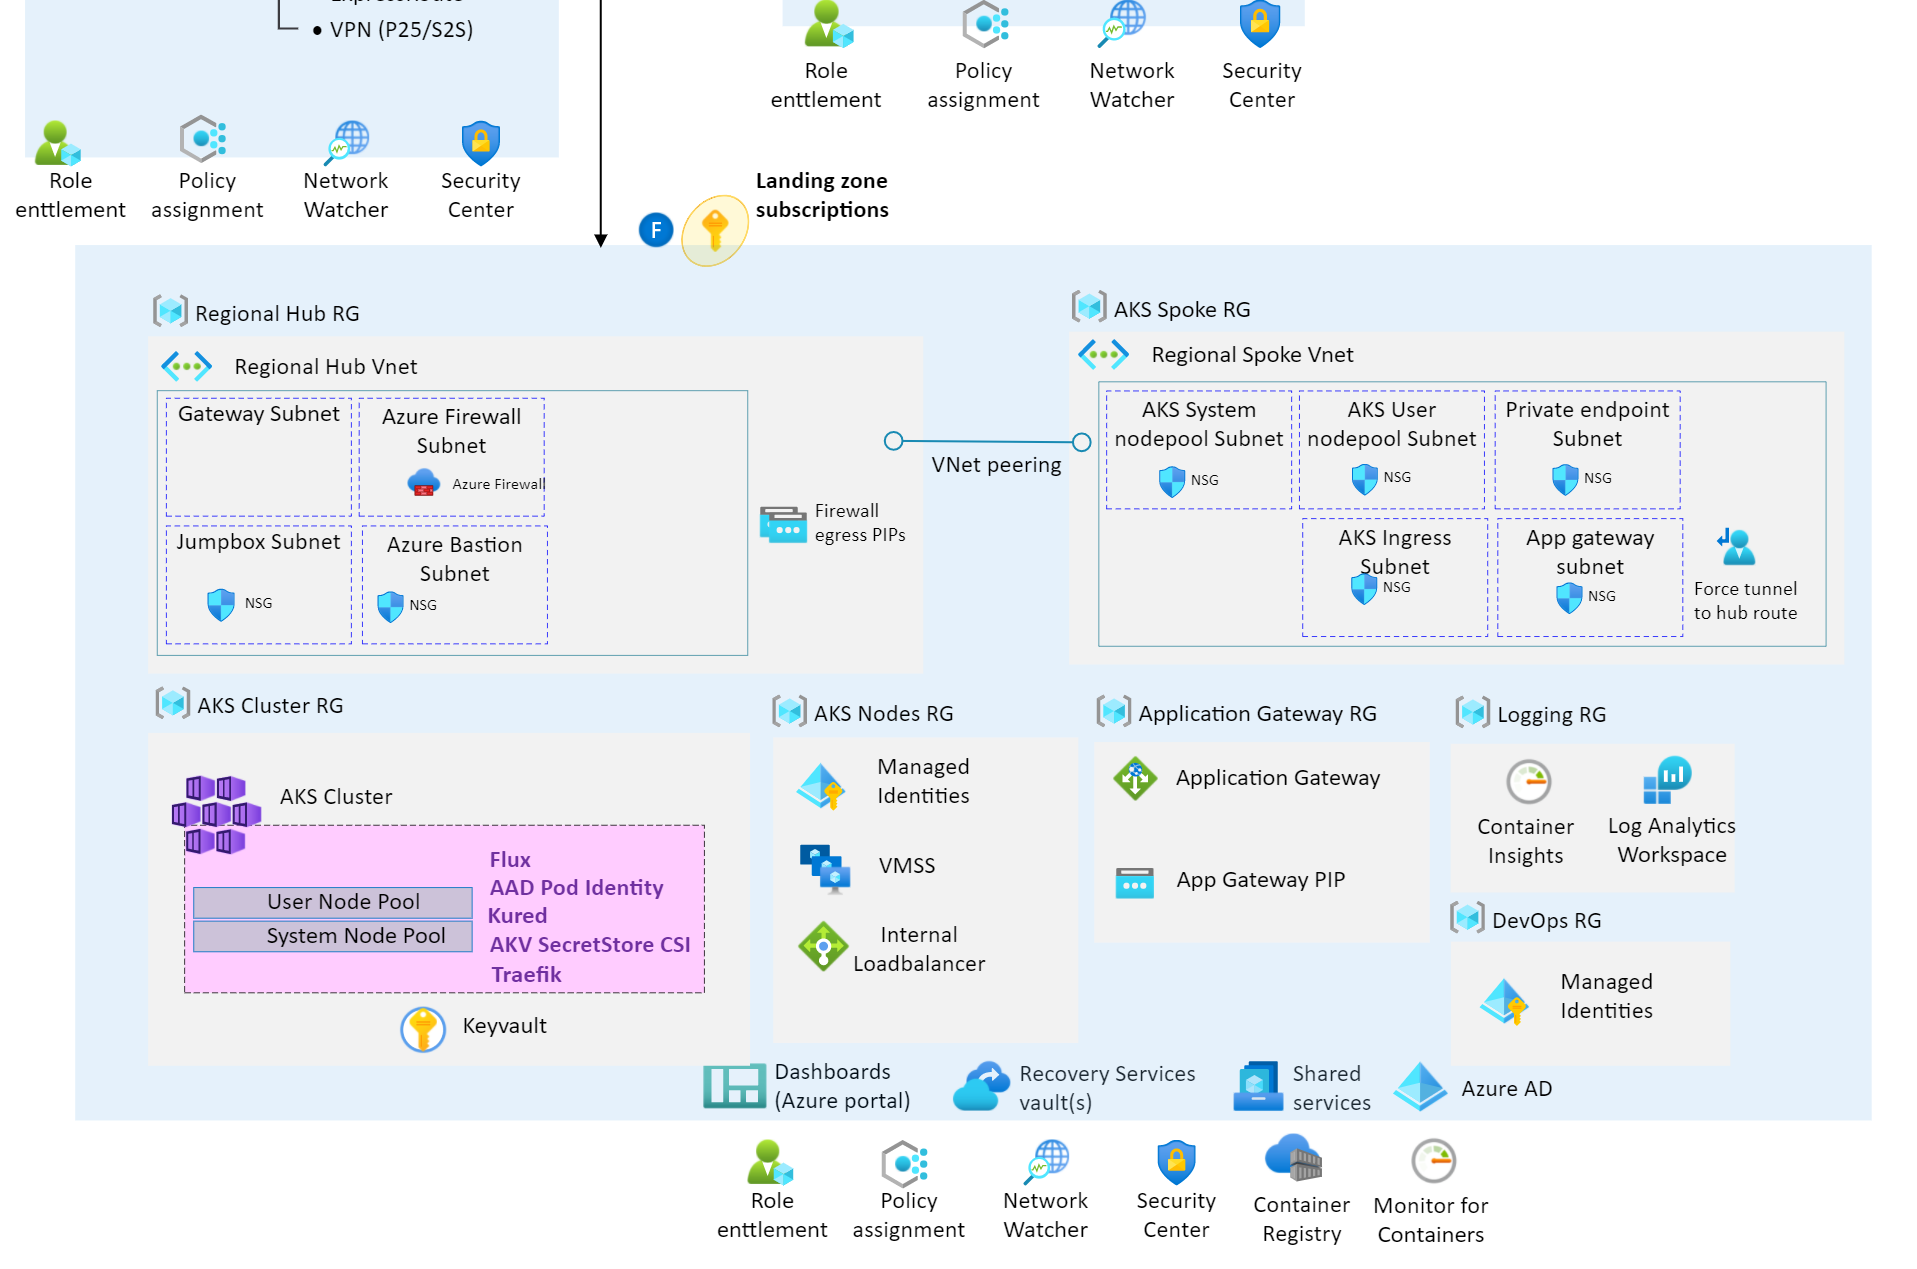 • VPN (P25/S2S)
Role
enttlement
Policy
assignment
Network
Watcher
Security
Center
Role
enttlement
Policy
assignment
Network
Watcher
Security
Center
F
Landing zone
subscriptions
Regional Hub RG
Regional Hub Vnet
Gateway Subnet
Azure Firewall
Subnet
Azure Firewall
Jumpbox Subnet
NSG
Azure Bastion
Subnet
NSG
Firewall
egress PIPs
VNet peering
AKS Spoke RG
Regional Spoke Vnet
AKS System
nodepool Subnet
NSG
AKS User
nodepool Subnet
NSG
Private endpoint
Subnet
NSG
AKS Ingress
Subnet
NSG
App gateway
subnet
NSG
Force tunnel
to hub route
AKS Cluster RG
AKS Cluster
User Node Pool
System Node Pool
Flux
AAD Pod Identity
Kured
AKV SecretStore CSI
Traefik
Keyvault
AKS Nodes RG
Managed
Identities
VMSS
Internal
Loadbalancer
Application Gateway RG
Application Gateway
App Gateway PIP
Logging RG
Container
Insights
Log Analytics
Workspace
DevOps RG
Managed
Identities
Dashboards
(Azure portal)
Recovery Services
vault(s)
Shared
services
Azure AD
Role
enttlement
Policy
assignment
Network
Watcher
Security
Center
Container
Registry
Monitor for
Containers